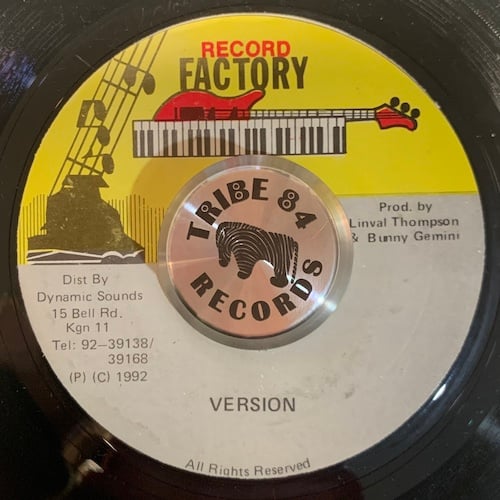 RECORD
FACTORY
TRIBE 84
RECORDS
Prod. by
Linval Thompson
& Bunny Gemini
Dist By
Dynamic Sounds
15 Bell Rd.
Kgn 11
Tel: 92-39138/
39168
(P) (C) 1992
VERSION
All Rights Reserved